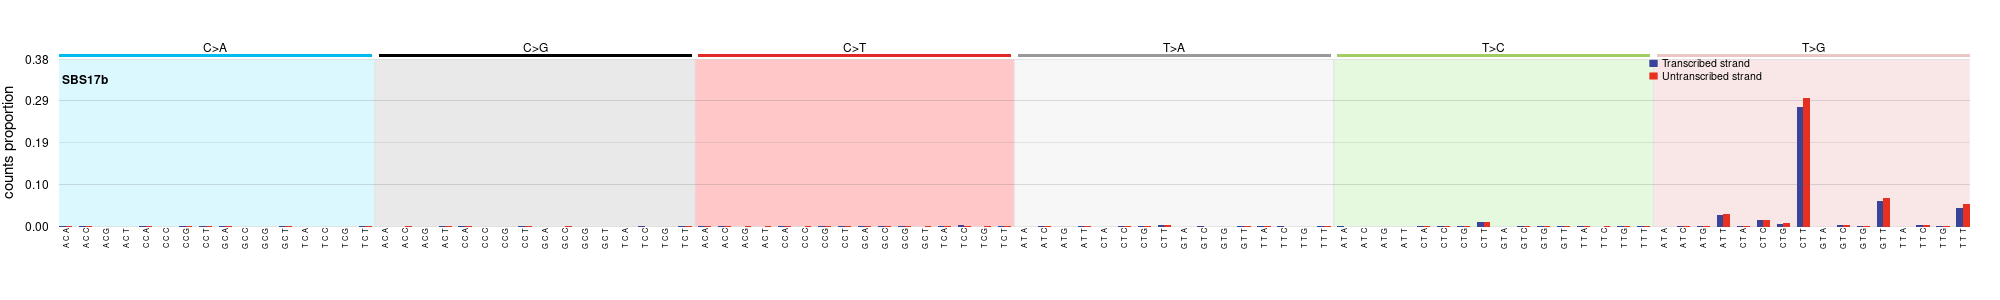 C>A C>G C>T T>A T>C T>G
0.38
SBS17b
Transcribed strand
Untranscribed strand
0.29
0.19
0.10
0.00
counts proportion
ACA ACC ACG ACT CCA CCC CCG CCT GCA GCC GCG GCT TCA TCC TCG TCT ACA ACC ACG ACT CCA CCC CCG CCT GCA GCC GCG GCT TCA TCC TCG TCT ACA ACC ACG ACT CCA CCC CCG CCT GCA GCC GCG GCT TCA TCC TCG TCT ATA ATC ATG ATT CTA CTC CTG CTT GTA GTC GTG GTT TTA TTC TTG TTT ATA ATC ATG ATT CTA CTC CTG CTT GTA GTC GTG GTT TTA TTC TTG TTT ATA ATC ATG ATT CTA CTC CTG CTT GTA GTC GTG GTT TTA TTC TTG TTT